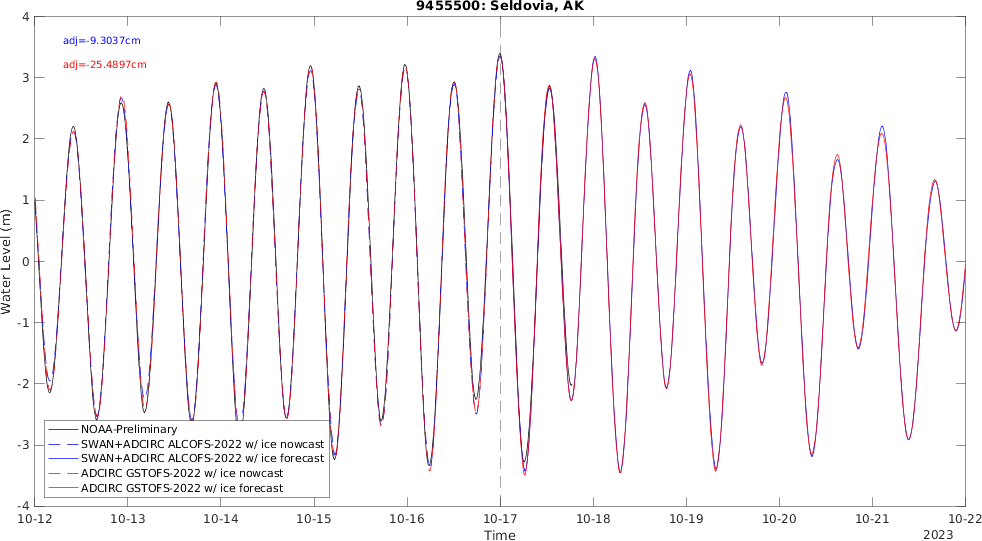 9455500: Seldovia, AK
adj=-9.3037cm
adj=-25.4897cm
4
3
2
1
0
-1
-2
-3
-4
Water Level (m)
NOAA-Preliminary
SWAN+ADCIRC ALCOFS-2022 w/ ice nowcast
SWAN+ADCIRC ALCOFS-2022 w/ ice forecast
ADCIRC GSTOFS-2022 w/ ice nowcast
ADCIRC GSTOFS-2022 w/ ice forecast
10-12 10-13 10-14 10-15 10-16 10-17 10-18 10-19 10-20 10-21 10-22
Time
2023